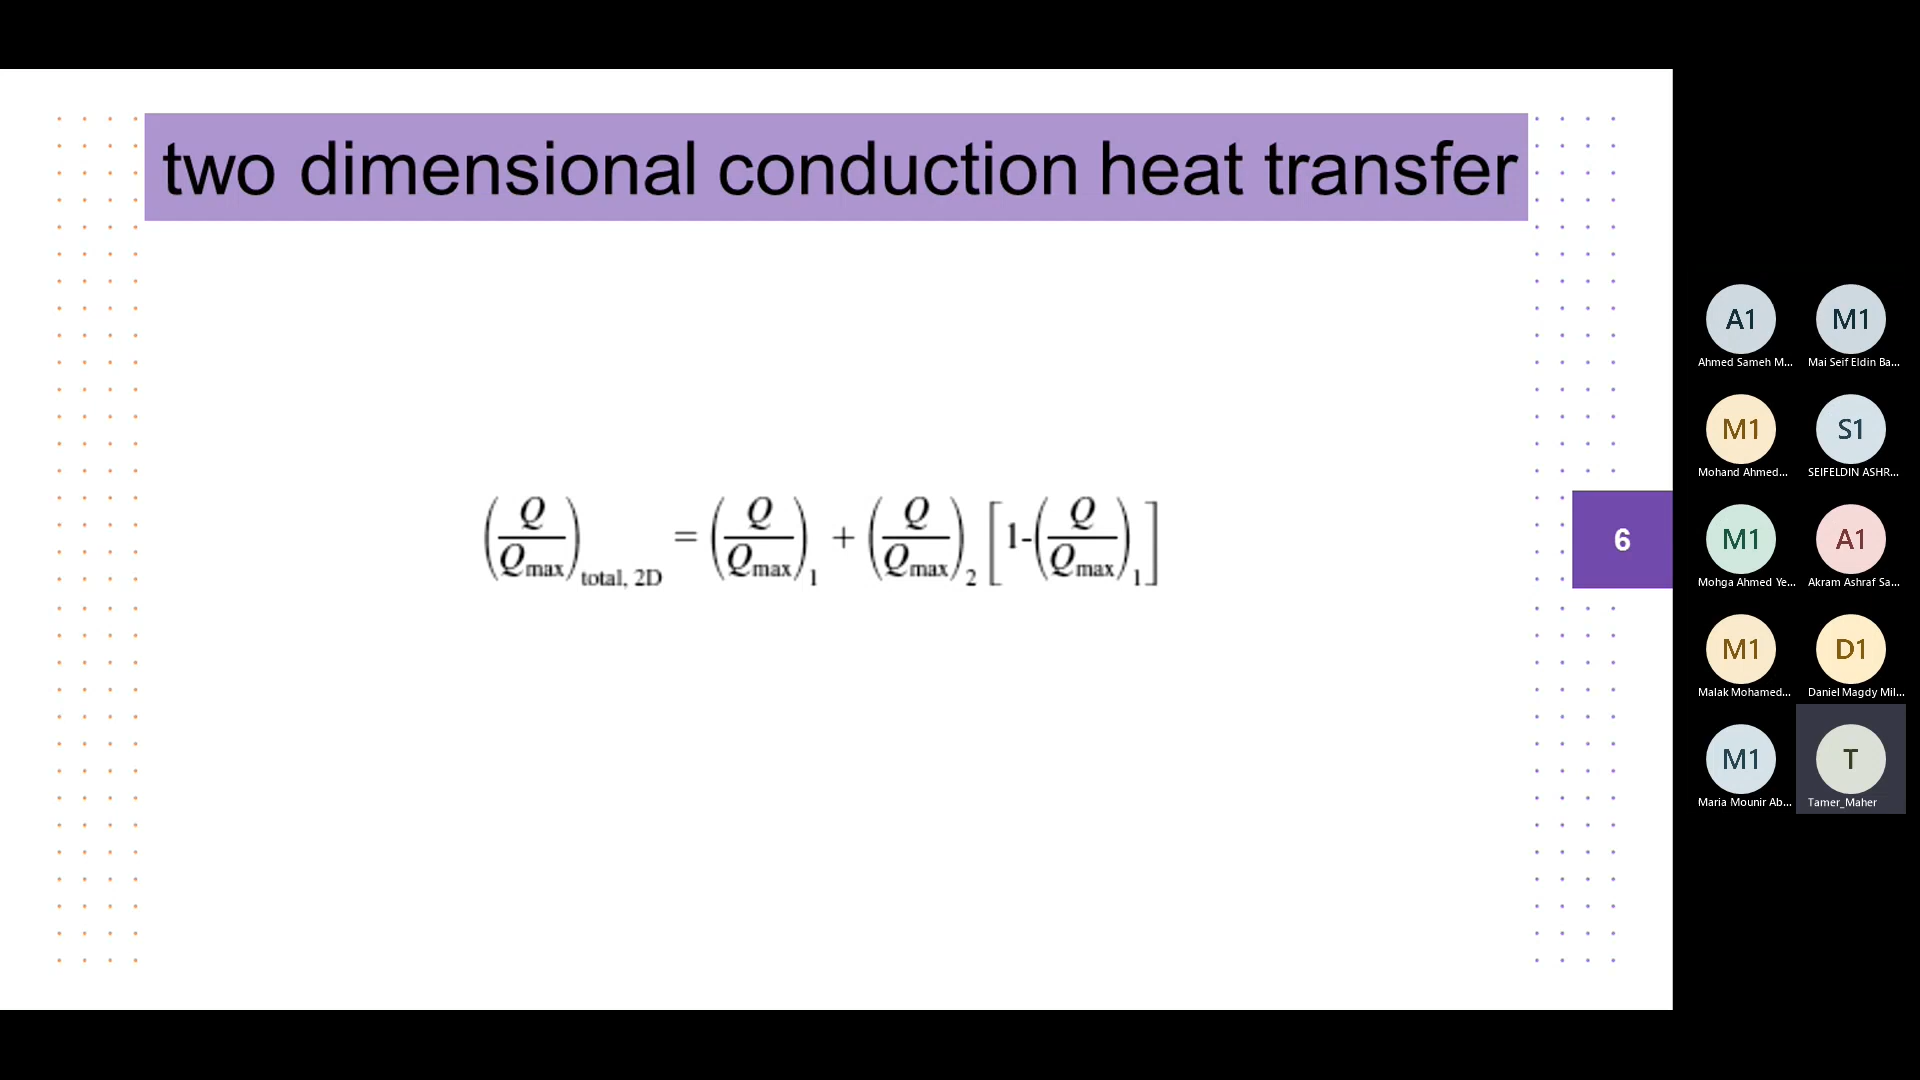 two dimensional conduction heat transfer
(Q/Qmax)total, 2D = (Q/Qmax)1 + (Q/Qmax)2 [1-(Q/Qmax)1]
6
A1
M1
Ahmed Sameh M...
Mai Seif Eldin Ba...
M1
S1
Mohand Ahmed...
SEIFELDIN ASHR...
M1
A1
Mohga Ahmed Ye...
Akram Ashraf Sa...
M1
D1
Malak Mohamed...
Daniel Magdy Mil...
M1
T
Maria Mounir Ab...
Tamer_Maher